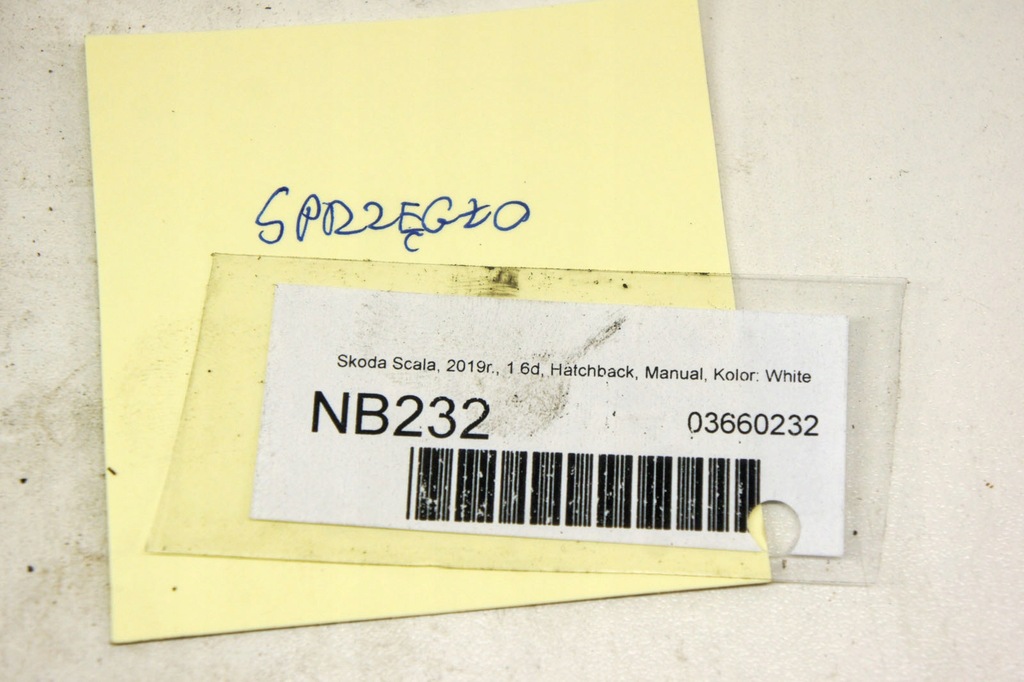 SPRZĘGŁO
Skoda Scala, 2019r., 1.6d, Hatchback, Manual, Kolor: White
NB232
03660232